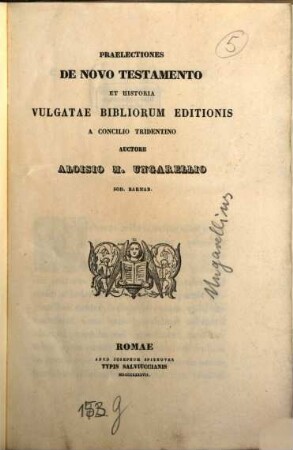 5
PRAELECTIONES
DE NOVO TESTAMENTO
ET HISTORIA
VULGATAE BIBLIORUM EDITIONIS
A CONCILIO TRIDENTINO
AUCTORE
ALOISIO M. UNGARELLIO
SOD. BARNAB.
Ungarellius
ROMAE
APUD IOSEPHUM SPITHOVER
TYPIS SALVIUCCIANIS
153 g